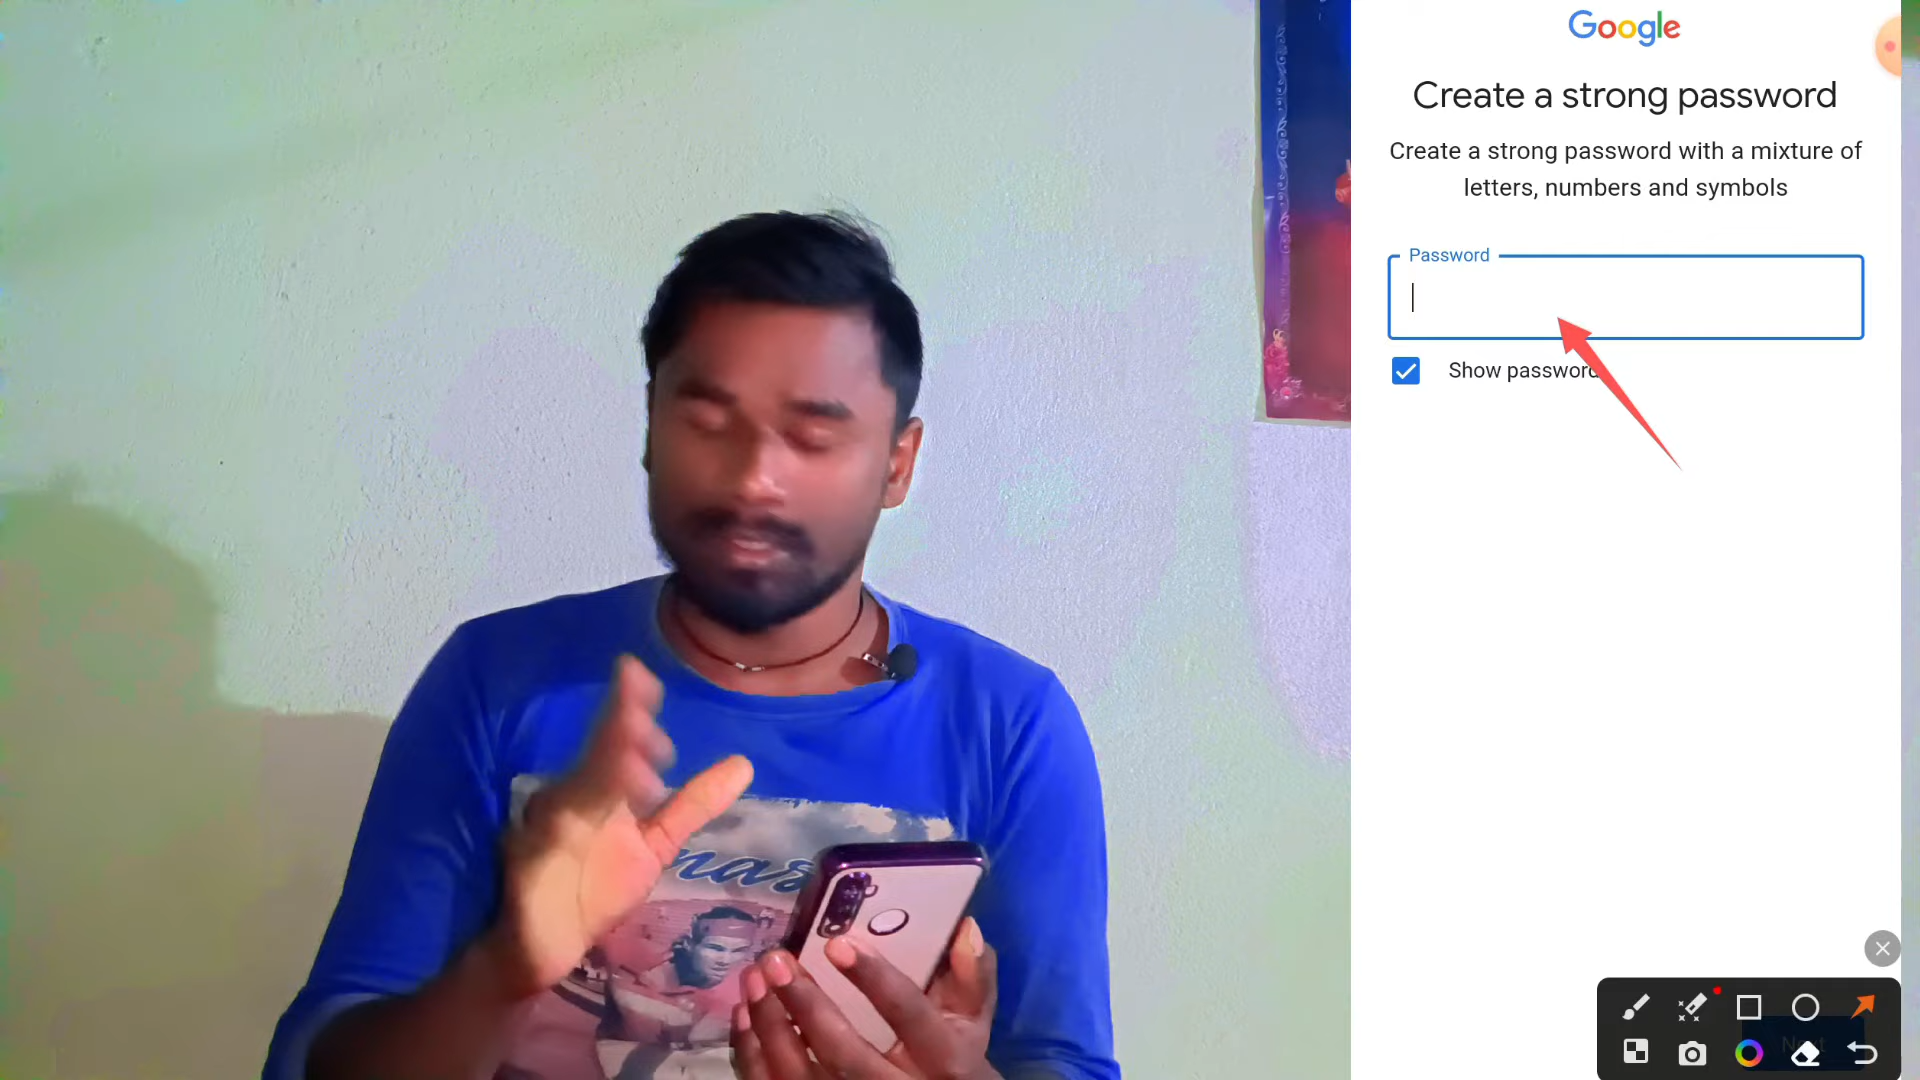 Google
Create a strong password
Create a strong password with a mixture of
letters, numbers and symbols
Password
Show password